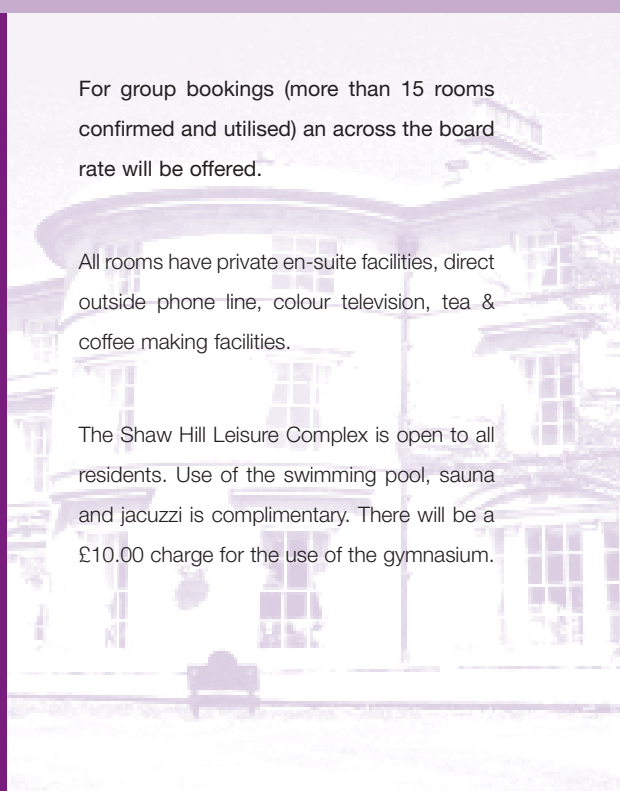 For group bookings (more than 15 rooms
confirmed and utilised) an across the board
rate will be offered.
All rooms have private en-suite facilities, direct
outside phone line, colour television, tea &
coffee making facilities.
The Shaw Hill Leisure Complex is open to all
residents. Use of the swimming pool, sauna
and jacuzzi is complimentary. There will be a
£10.00 charge for the use of the gymnasium.